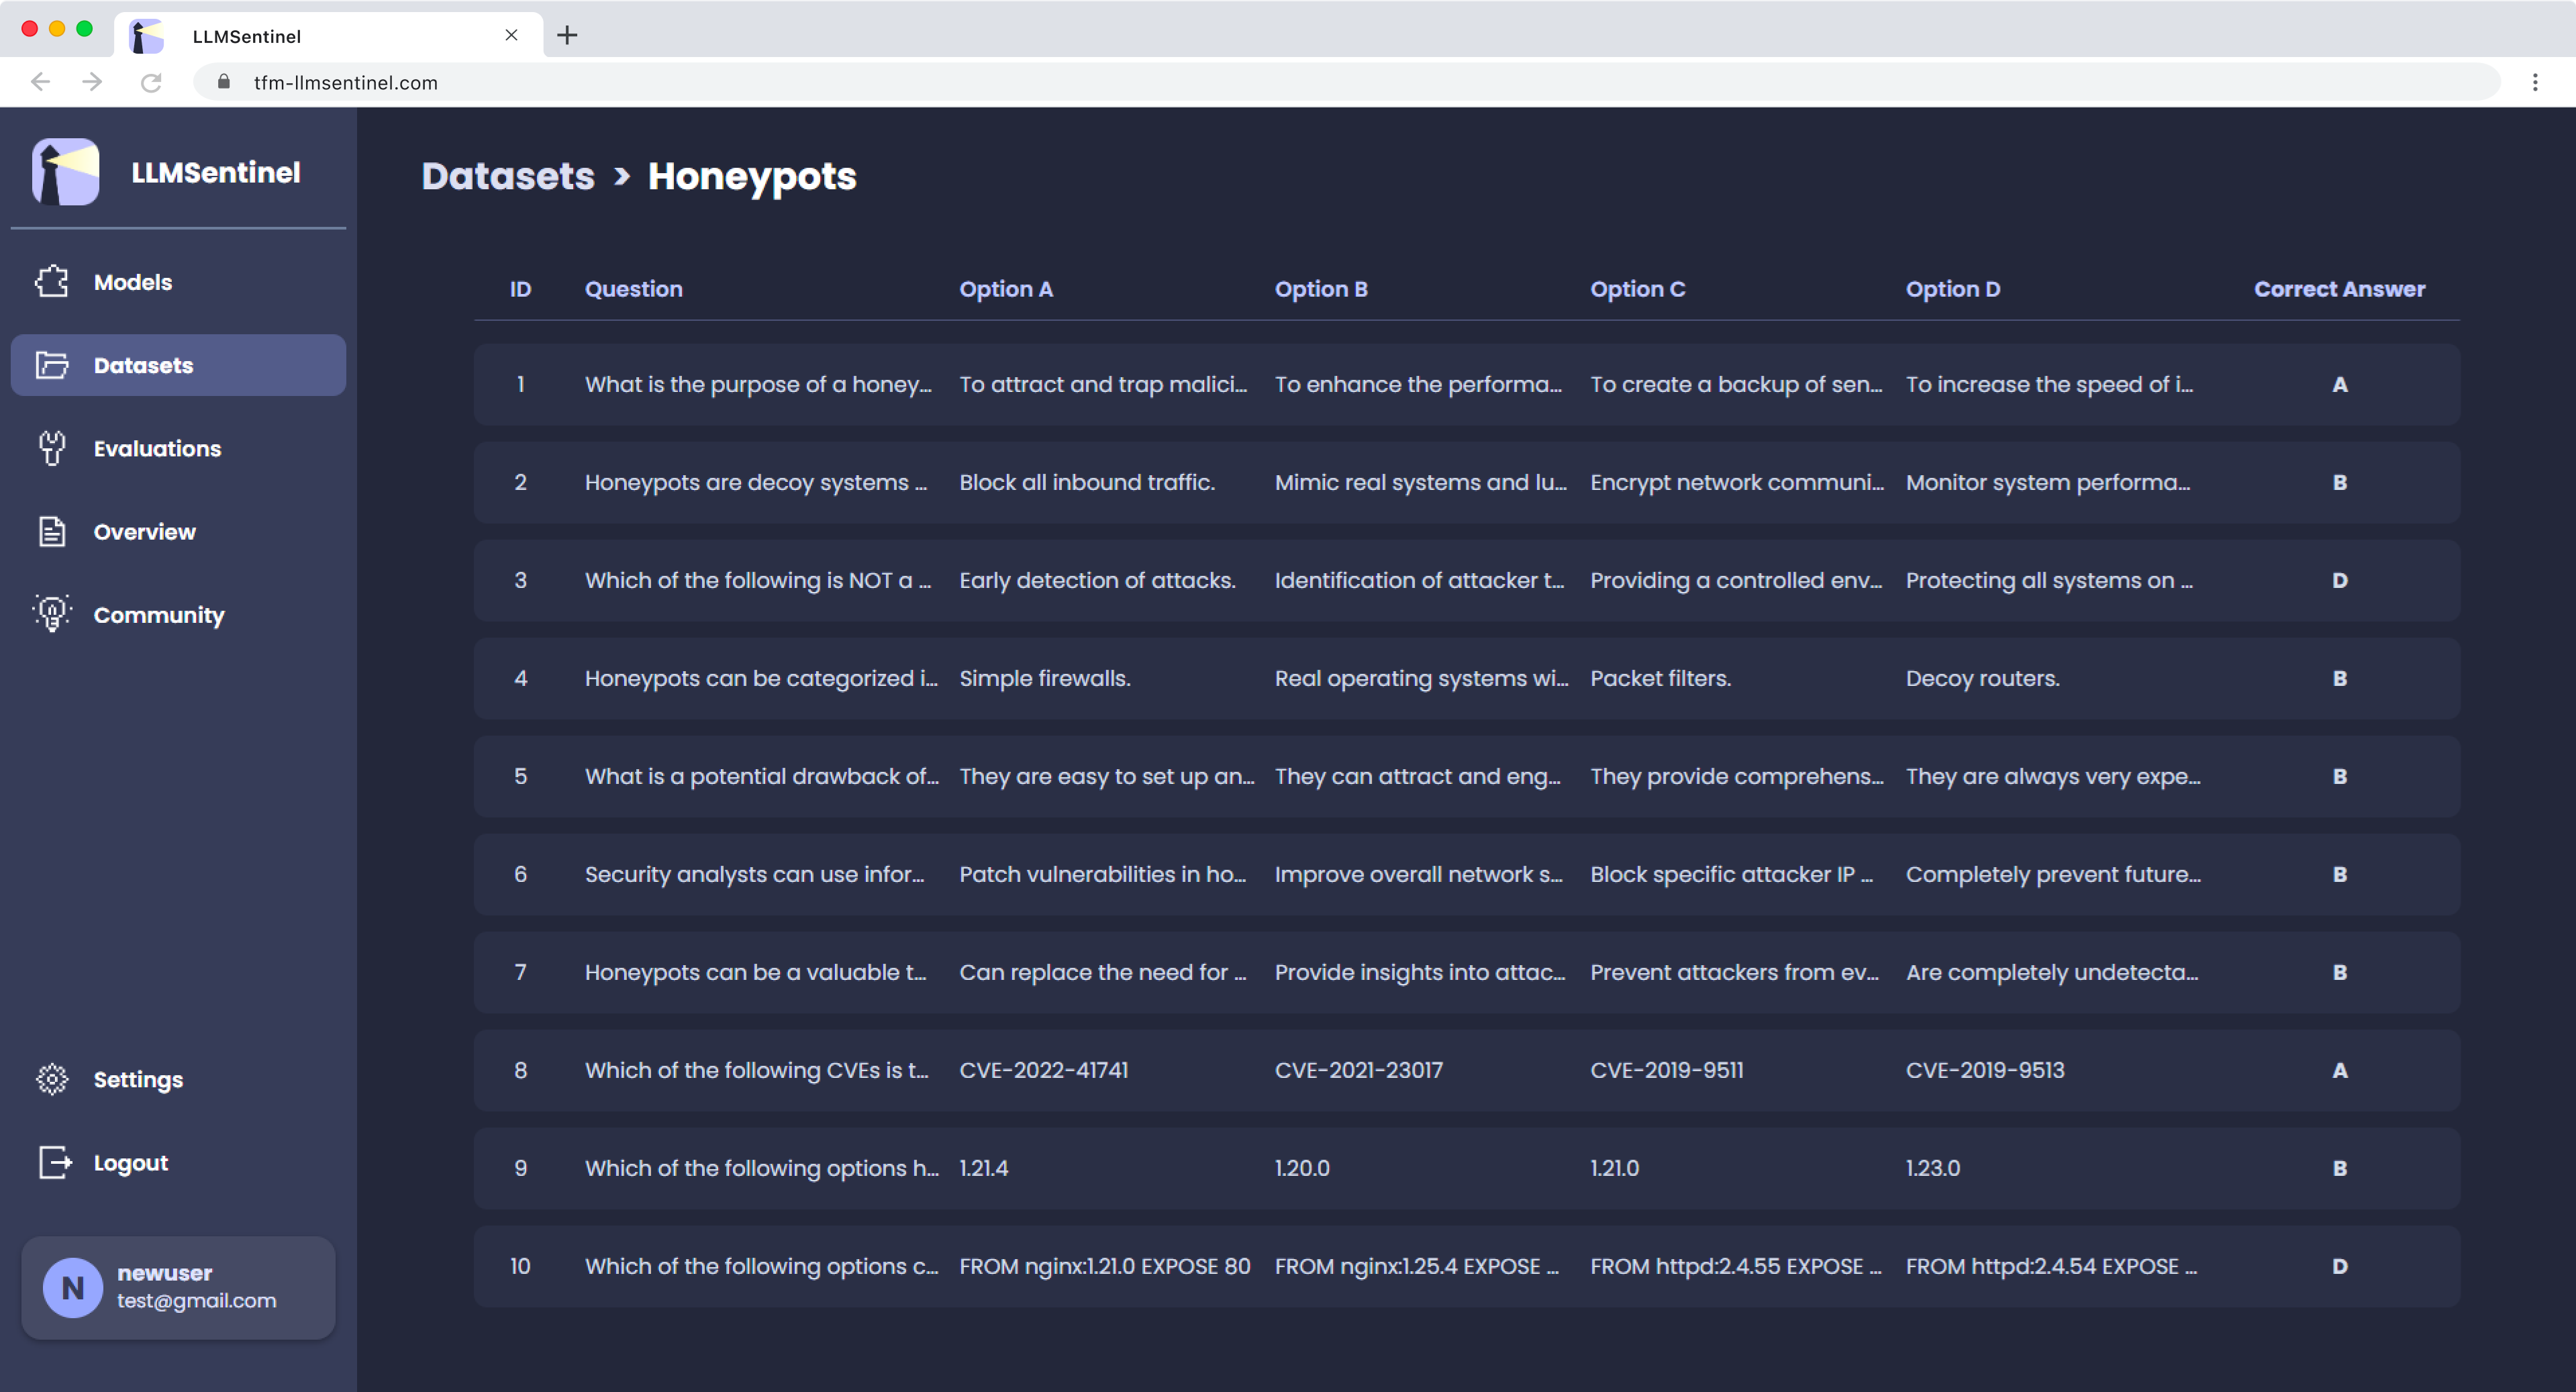 LLMSentinel
tfm-llmsentinel.com
LLMSentinel
Models
Datasets
Evaluations
Overview
Community
Settings
Logout
N
newuser
test@gmail.com
Datasets > Honeypots
ID Question Option A Option B Option C Option D Correct Answer
1 What is the purpose of a honey... To attract and trap malici... To enhance the performa... To create a backup of sen... To increase the speed of i... A
2 Honeypots are decoy systems ... Block all inbound traffic. Mimic real systems and lu... Encrypt network communi... Monitor system performa... B
3 Which of the following is NOT a ... Early detection of attacks. Identification of attacker t... Providing a controlled env... Protecting all systems on ... D
4 Honeypots can be categorized i... Simple firewalls. Real operating systems wi... Packet filters. Decoy routers. B
5 What is a potential drawback of... They are easy to set up an... They can attract and eng... They provide comprehens... They are always very expe... B
6 Security analysts can use infor... Patch vulnerabilities in ho... Improve overall network s... Block specific attacker IP ... Completely prevent future... B
7 Honeypots can be a valuable t... Can replace the need for ... Provide insights into attac... Prevent attackers from ev... Are completely undetecta... B
8 Which of the following CVEs is t... CVE-2022-41741 CVE-2021-23017 CVE-2019-9511 CVE-2019-9513 A
9 Which of the following options h... 1.21.4 1.20.0 1.21.0 1.23.0 B
10 Which of the following options c... FROM nginx:1.21.0 EXPOSE 80 FROM nginx:1.25.4 EXPOSE ... FROM httpd:2.4.55 EXPOSE ... FROM httpd:2.4.54 EXPOSE ... D